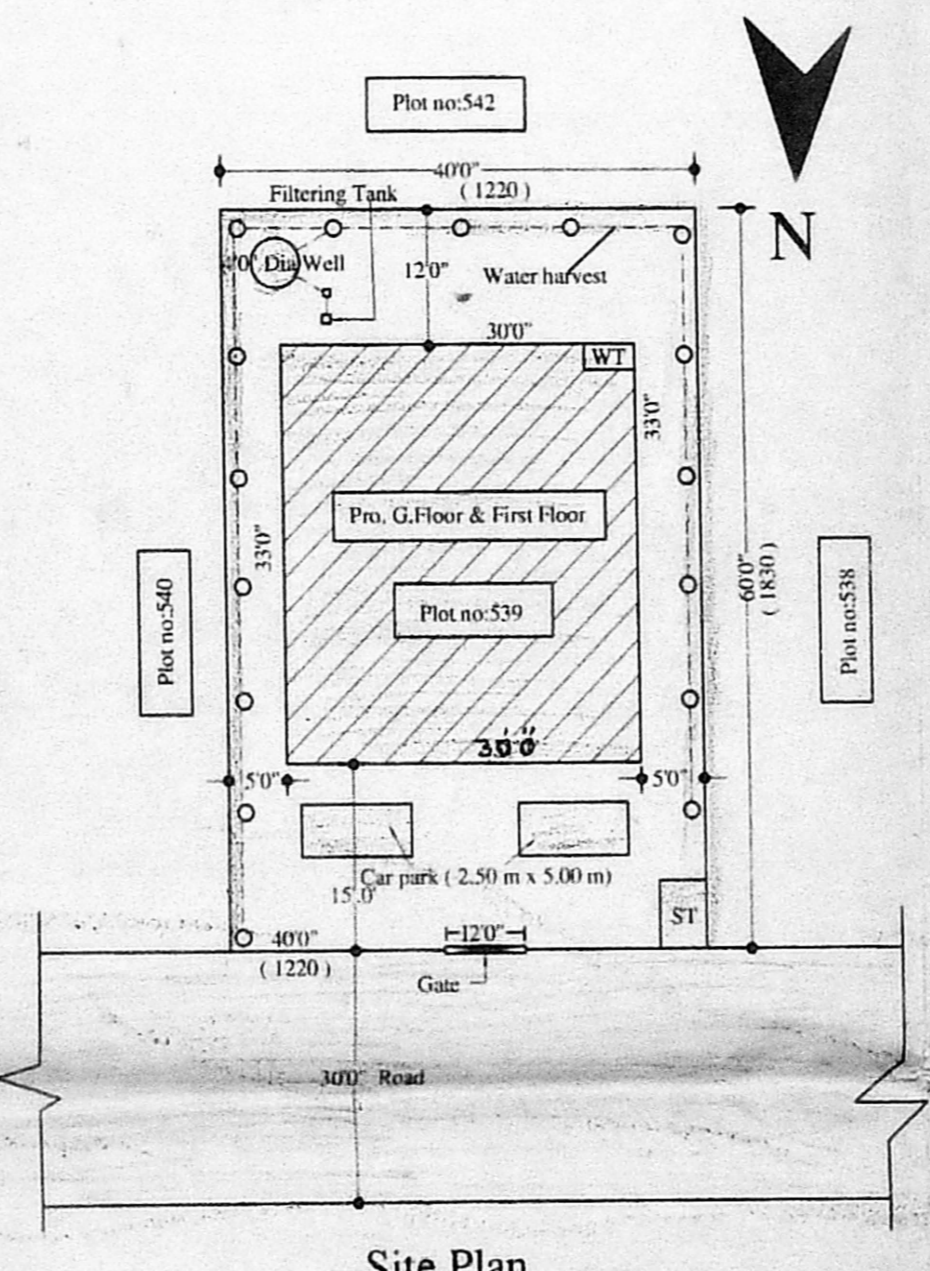 Plot no:542
40'0"
( 1220 )
Filtering Tank
N
4'0" Dia Well
12'0"
Water harvest
30'0"
WT
33'0"
Pro. G.Floor & First Floor
33'0"
Plot no:540
Plot no:539
60'0"
( 1830 )
Plot no:538
30'0"
5'0"
5'0"
Car park ( 2.50 m x 5.00 m)
15'.0"
ST
40'0"
( 1220 )
12'0"
Gate
30'0" Road
Site Plan